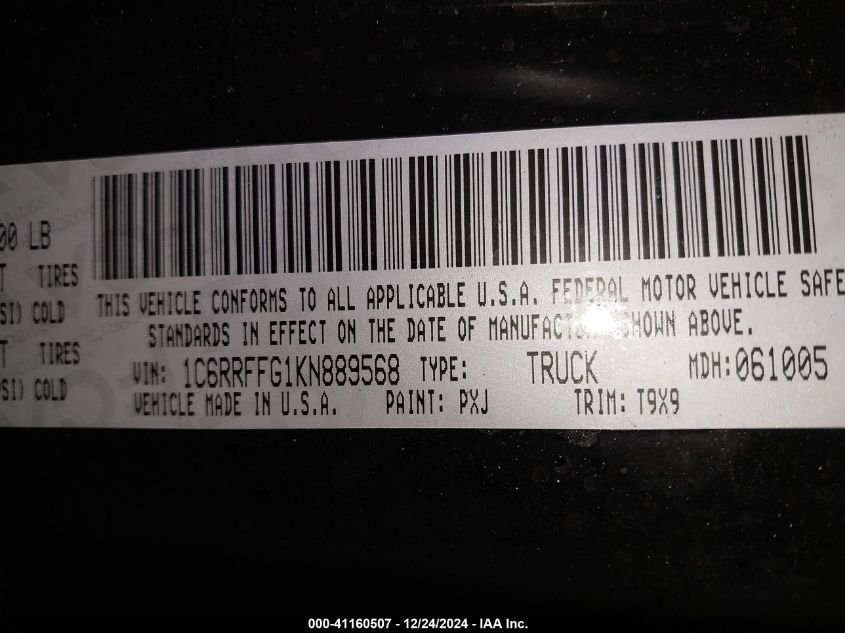 00 LB
T TIRES
SI) COLD
T TIRES
SI) COLD
THIS VEHICLE CONFORMS TO ALL APPLICABLE U.S.A. FEDERAL MOTOR VEHICLE SAFE
STANDARDS IN EFFECT ON THE DATE OF MANUFACT SHOWN ABOVE.
VIN: 1C6RRFFG1KN889568 TYPE: TRUCK MDH:061005
VEHICLE MADE IN U.S.A. PAINT: PXJ TRIM: T9X9
000-41160507 - 12/24/2024 - IAA Inc.